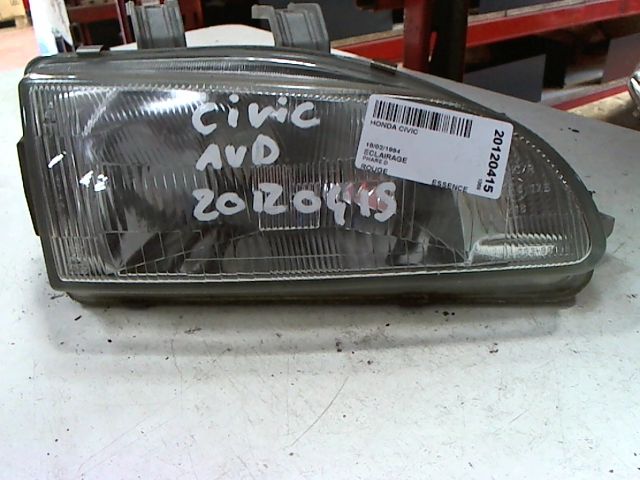 CiViC
AVD
20120415
HONDA CIVIC
18/02/1994
ECLAIRAGE
PHARE D
ROUGE
ESSENCE
20120415